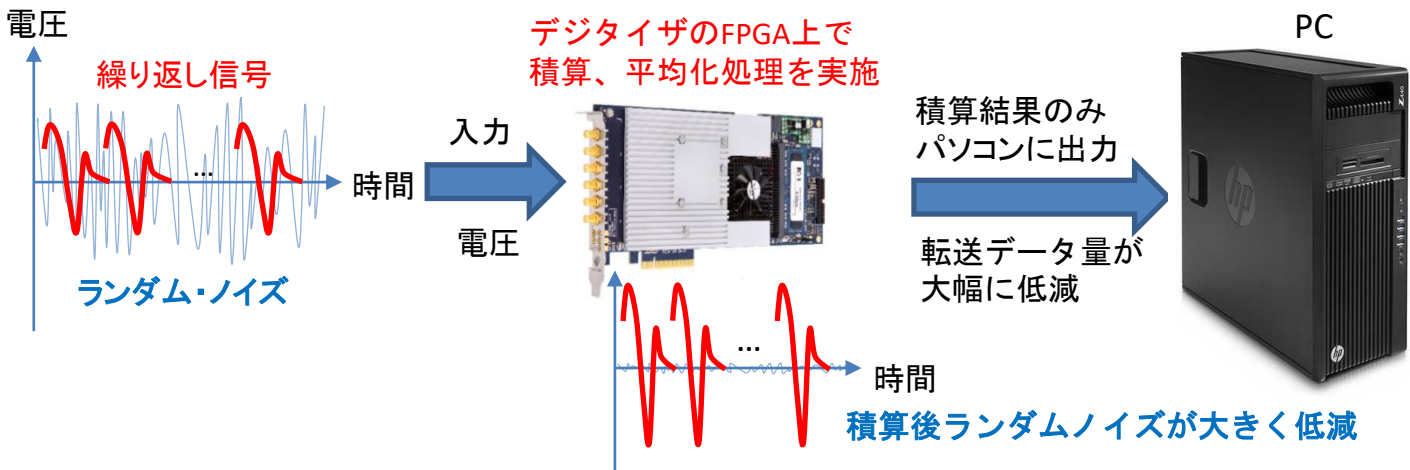 電圧
繰り返し信号
...
時間
ランダム・ノイズ
入力
電圧
デジタイザのFPGA上で
積算、平均化処理を実施
...
時間
積算後ランダムノイズが大きく低減
積算結果のみ
パソコンに出力
転送データ量が
大幅に低減
PC
Z440
hp
hp